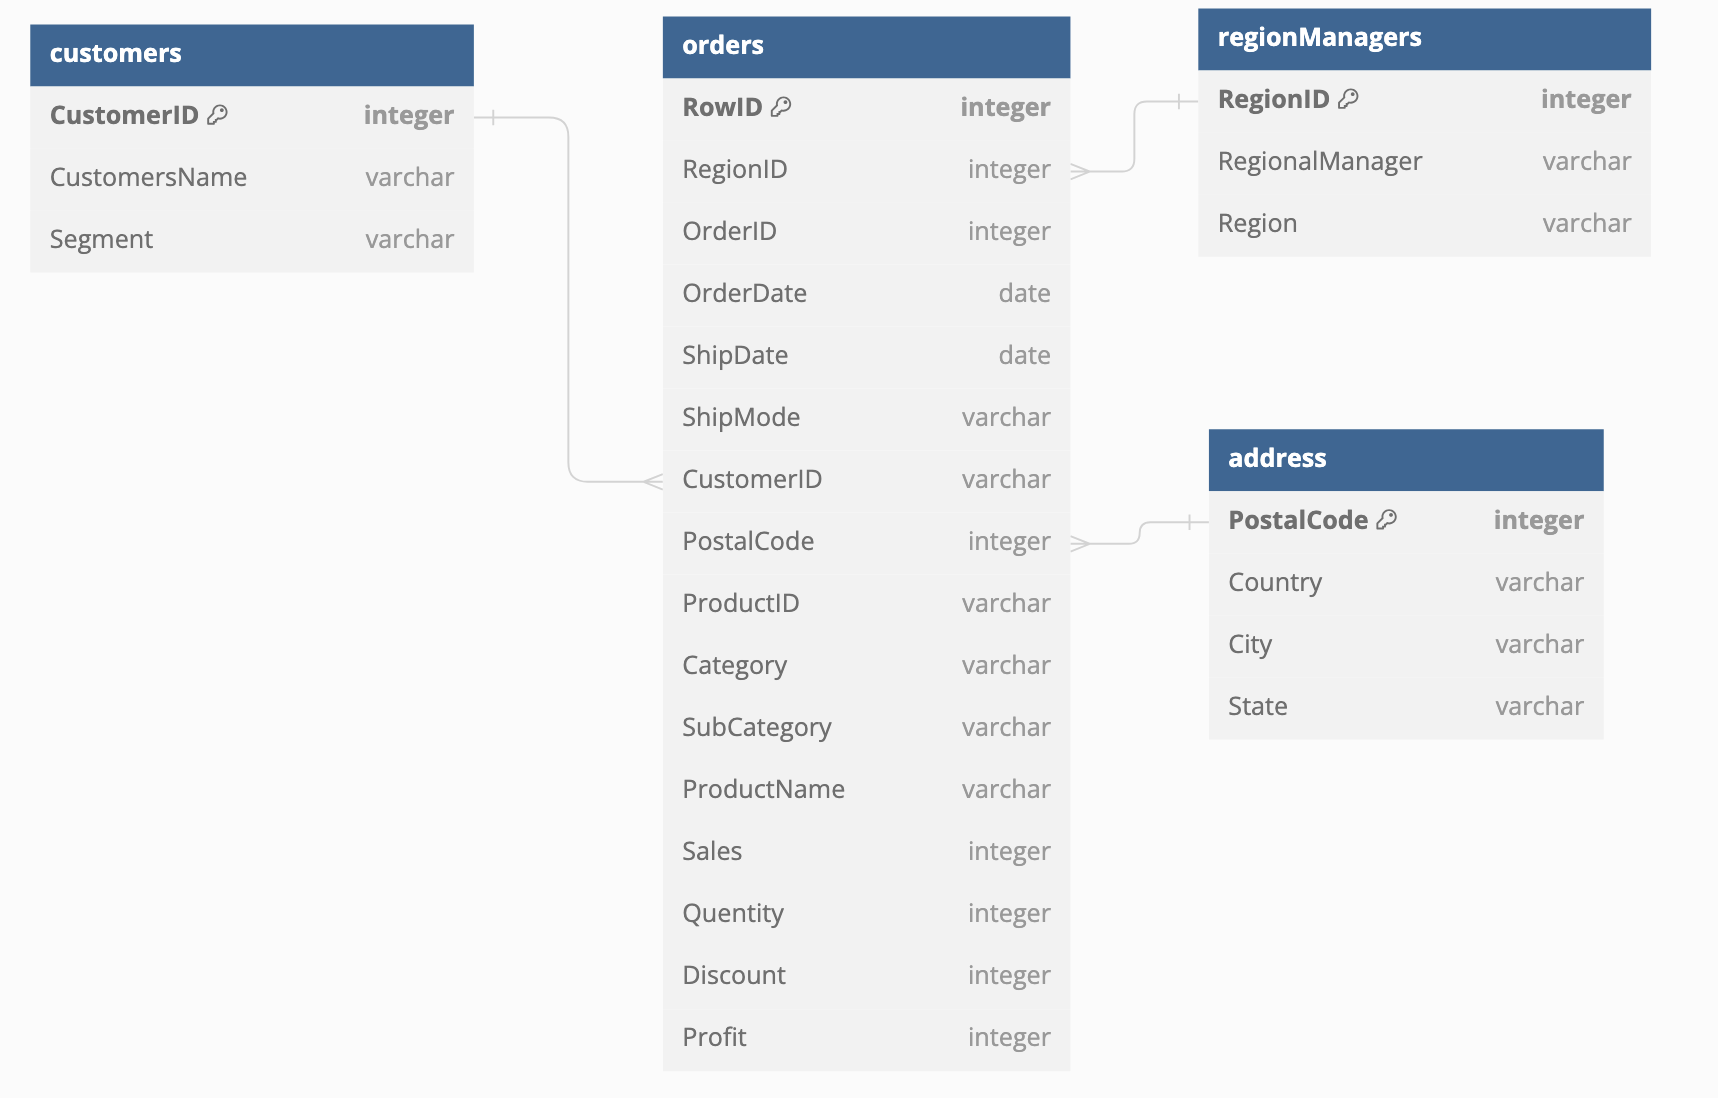 customers
CustomerID integer
CustomersName varchar
Segment varchar
orders
RowID integer
RegionID integer
OrderID integer
OrderDate date
ShipDate date
ShipMode varchar
CustomerID varchar
PostalCode integer
ProductID varchar
Category varchar
SubCategory varchar
ProductName varchar
Sales integer
Quentity integer
Discount integer
Profit integer
regionManagers
RegionID integer
RegionalManager varchar
Region varchar
address
PostalCode integer
Country varchar
City varchar
State varchar